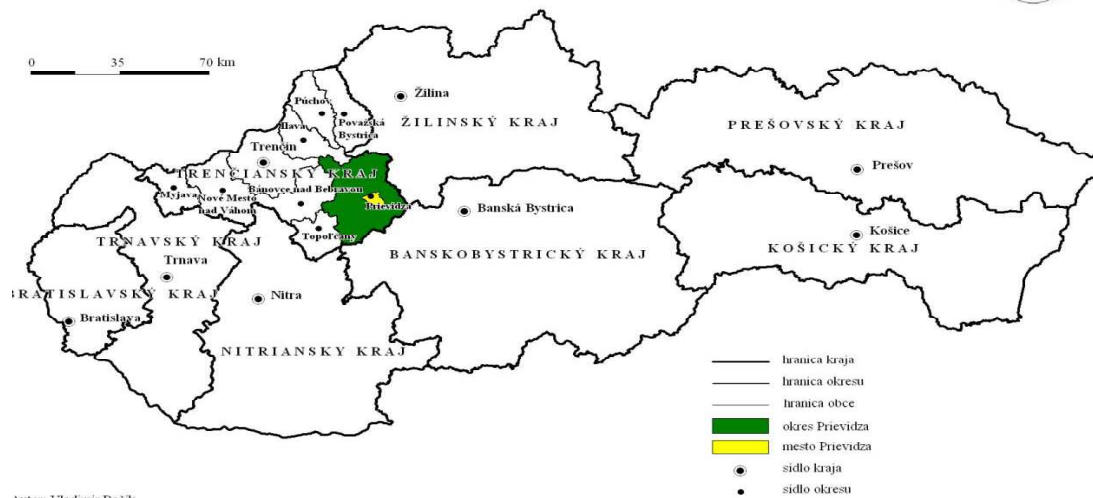 0 35 70 km
Žilina
ŽILINSKÝ KRAJ
Púchov
Považská
Bystrica
Ilava
Trenčín
TRENČIANSKY KRAJ
PREŠOVSKÝ KRAJ
Prešov
Myjava
Nové Mesto
nad Váhom
Bánovce nad Bebravou
Prievidza
Topoľčany
Banská Bystrica
BANSKOBYSTRICKÝ KRAJ
Košice
KOŠICKÝ KRAJ
TRNAVSKÝ KRAJ
Trnava
BRATISLAVSKÝ KRAJ
Bratislava
Nitra
NITRIANSKY KRAJ
hranica kraja
hranica okresu
hranica obce
okres Prievidza
mesto Prievidza
sídlo kraja
sídlo okresu